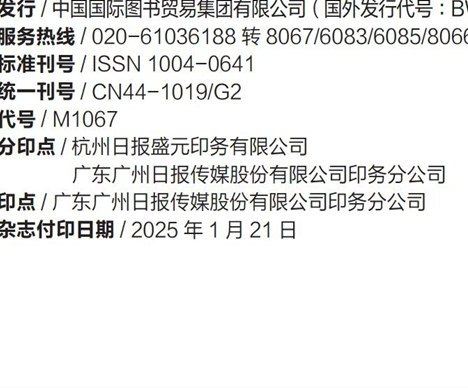 发行 / 中国国际图书贸易集团有限公司（国外发行代号：BW
服务热线 / 020-61036188 转 8067/6083/6085/8066
标准刊号 / ISSN 1004-0641
统一刊号 / CN44-1019/G2
代号 / M1067
分印点 / 杭州日报盛元印务有限公司
广东广州日报传媒股份有限公司印务分公司
印点 / 广东广州日报传媒股份有限公司印务分公司
杂志付印日期 / 2025 年 1 月 21 日